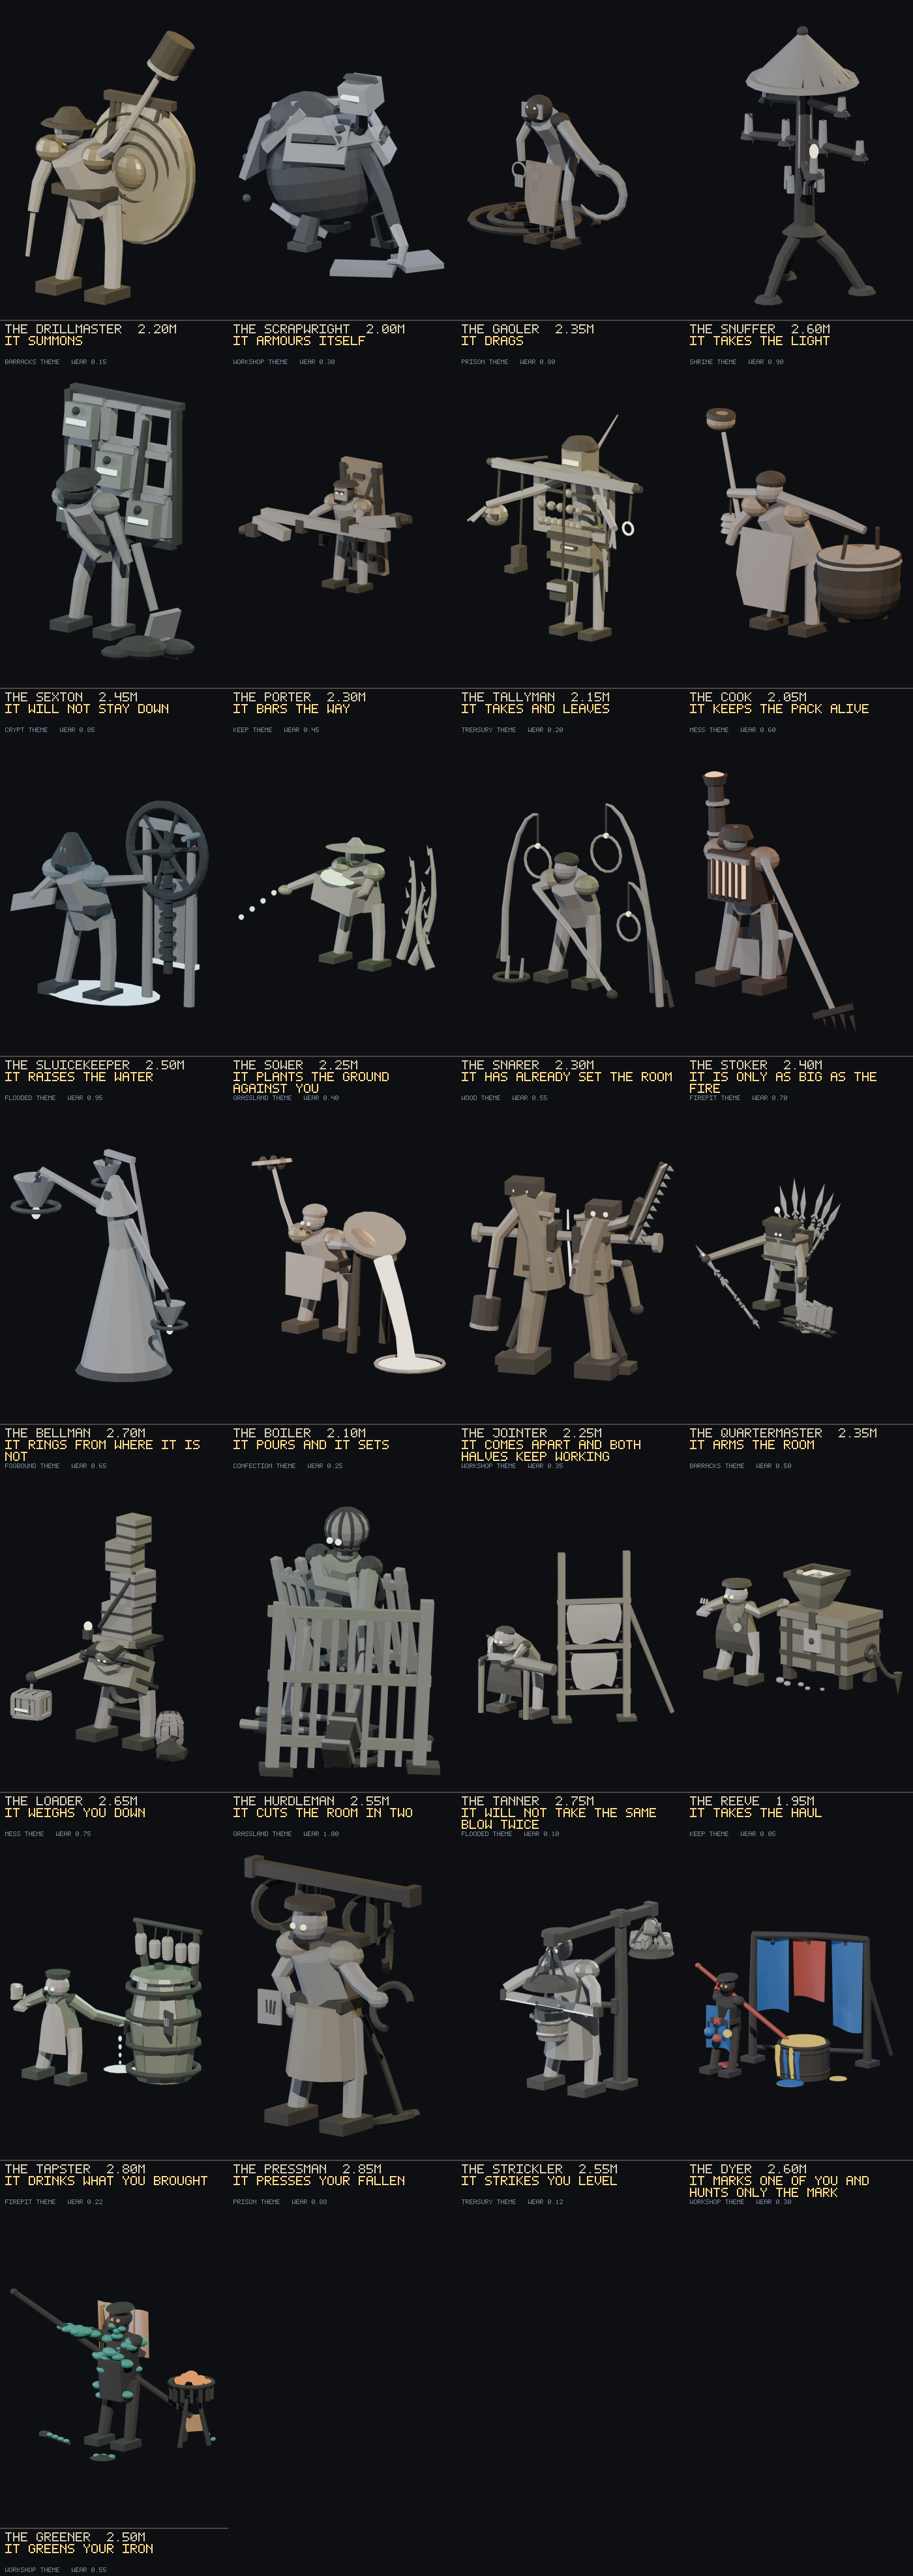 THE DRILLMASTER 2.20M
IT SUMMONS
BARRACKS THEME WEAR 0.15
THE SCRAPWRIGHT 2.00M
IT ARMOURS ITSELF
WORKSHOP THEME WEAR 0.30
THE GAOLER 2.35M
IT DRAGS
PRISON THEME WEAR 0.80
THE SNUFFER 2.60M
IT TAKES THE LIGHT
SHRINE THEME WEAR 0.90
THE SEXTON 2.45M
IT WILL NOT STAY DOWN
CRYPT THEME WEAR 0.85
THE PORTER 2.30M
IT BARS THE WAY
KEEP THEME WEAR 0.45
THE TALLYMAN 2.15M
IT TAKES AND LEAVES
TREASURY THEME WEAR 0.20
THE COOK 2.05M
IT KEEPS THE PACK ALIVE
MESS THEME WEAR 0.60
THE SLUICEKEEPER 2.50M
IT RAISES THE WATER
FLOODED THEME WEAR 0.95
THE SOWER 2.25M
IT PLANTS THE GROUND
AGAINST YOU
GRASSLAND THEME WEAR 0.40
THE SNARER 2.30M
IT HAS ALREADY SET THE ROOM
WOOD THEME WEAR 0.55
THE STOKER 2.40M
IT IS ONLY AS BIG AS THE
FIRE
FIREPIT THEME WEAR 0.70
THE BELLMAN 2.70M
IT RINGS FROM WHERE IT IS
NOT
FOGBOUND THEME WEAR 0.65
THE BOILER 2.10M
IT POURS AND IT SETS
CONFECTION THEME WEAR 0.25
THE JOINTER 2.25M
IT COMES APART AND BOTH
HALVES KEEP WORKING
WORKSHOP THEME WEAR 0.35
THE QUARTERMASTER 2.35M
IT ARMS THE ROOM
BARRACKS THEME WEAR 0.50
THE LOADER 2.65M
IT WEIGHS YOU DOWN
MESS THEME WEAR 0.75
THE HURDLEMAN 2.55M
IT CUTS THE ROOM IN TWO
GRASSLAND THEME WEAR 1.00
THE TANNER 2.75M
IT WILL NOT TAKE THE SAME
BLOW TWICE
FLOODED THEME WEAR 0.10
THE REEVE 1.95M
IT TAKES THE HAUL
KEEP THEME WEAR 0.05
THE TAPSTER 2.80M
IT DRINKS WHAT YOU BROUGHT
FIREPIT THEME WEAR 0.22
THE PRESSMAN 2.85M
IT PRESSES YOUR FALLEN
PRISON THEME WEAR 0.88
THE STRICKLER 2.55M
IT STRIKES YOU LEVEL
TREASURY THEME WEAR 0.12
THE DYER 2.60M
IT MARKS ONE OF YOU AND
HUNTS ONLY THE MARK
WORKSHOP THEME WEAR 0.30
THE GREENER 2.50M
IT GREENS YOUR IRON
WORKSHOP THEME WEAR 0.55